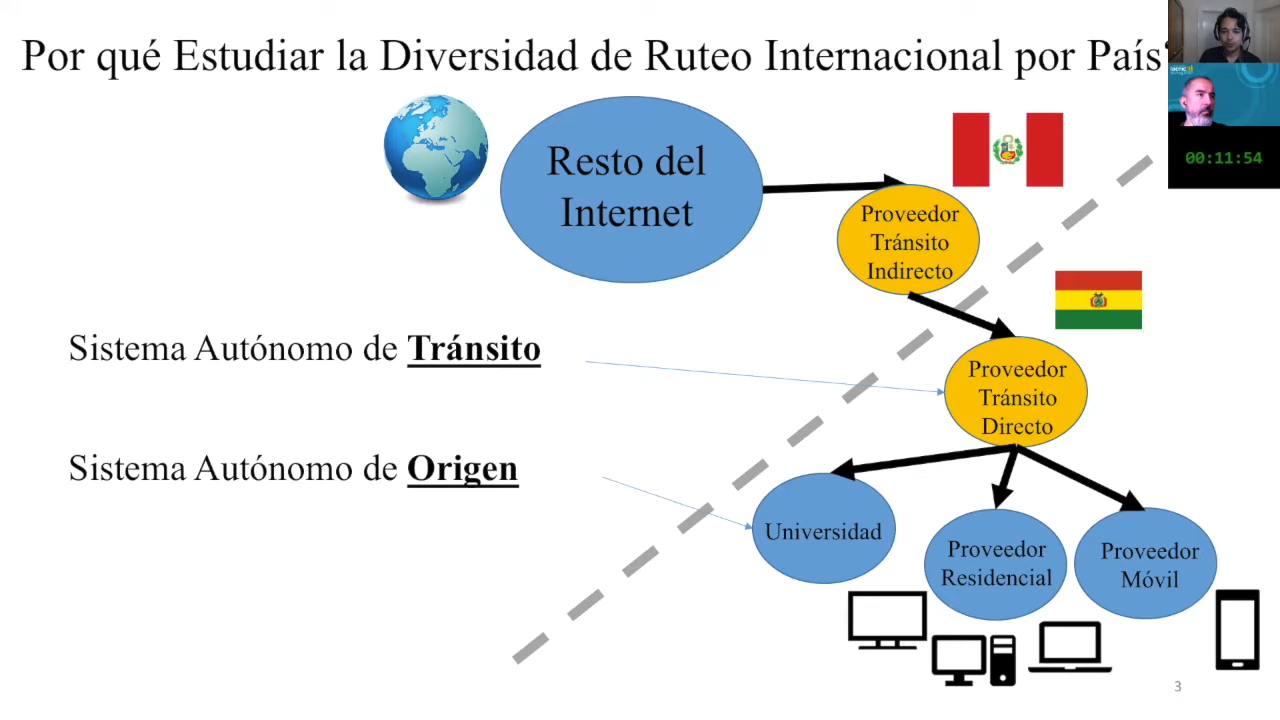 Por qué Estudiar la Diversidad de Ruteo Internacional por País
00:11:54
Resto del
Internet
Proveedor
Tránsito
Indirecto
Sistema Autónomo de Tránsito
Proveedor
Tránsito
Directo
Sistema Autónomo de Origen
Universidad
Proveedor
Residencial
Proveedor
Móvil
3